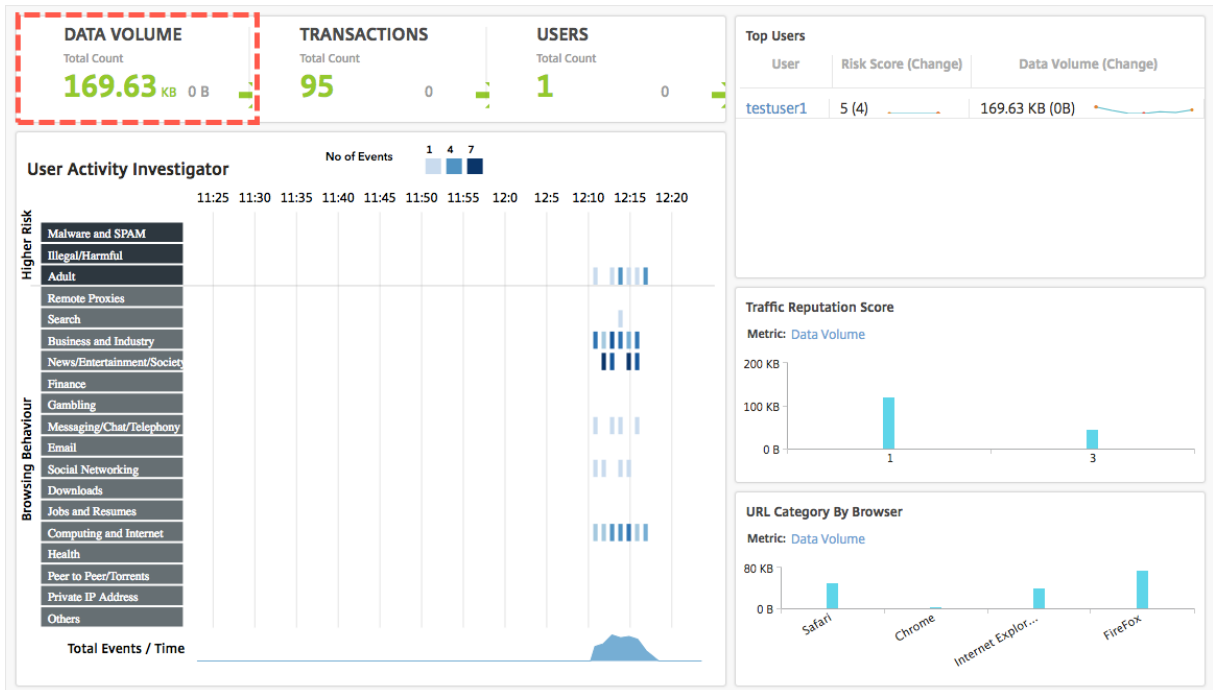 DATA VOLUME
Total Count
169.63 KB 0 B
TRANSACTIONS
Total Count
95 0
USERS
Total Count
1 0
User Activity Investigator
No of Events
1 4 7
11:25 11:30 11:35 11:40 11:45 11:50 11:55 12:0 12:5 12:10 12:15 12:20
Higher Risk
Malware and SPAM
Illegal/Harmful
Adult
Browsing Behaviour
Remote Proxies
Search
Business and Industry
News/Entertainment/Society
Finance
Gambling
Messaging/Chat/Telephony
Email
Social Networking
Downloads
Jobs and Resumes
Computing and Internet
Health
Peer to Peer/Torrents
Private IP Address
Others
Total Events / Time
Top Users
User Risk Score (Change) Data Volume (Change)
testuser1 5 (4) 169.63 KB (0B)
Traffic Reputation Score
Metric: Data Volume
200 KB
100 KB
0 B
1 3
URL Category By Browser
Metric: Data Volume
80 KB
0 B
Safari Chrome Internet Explor... FireFox